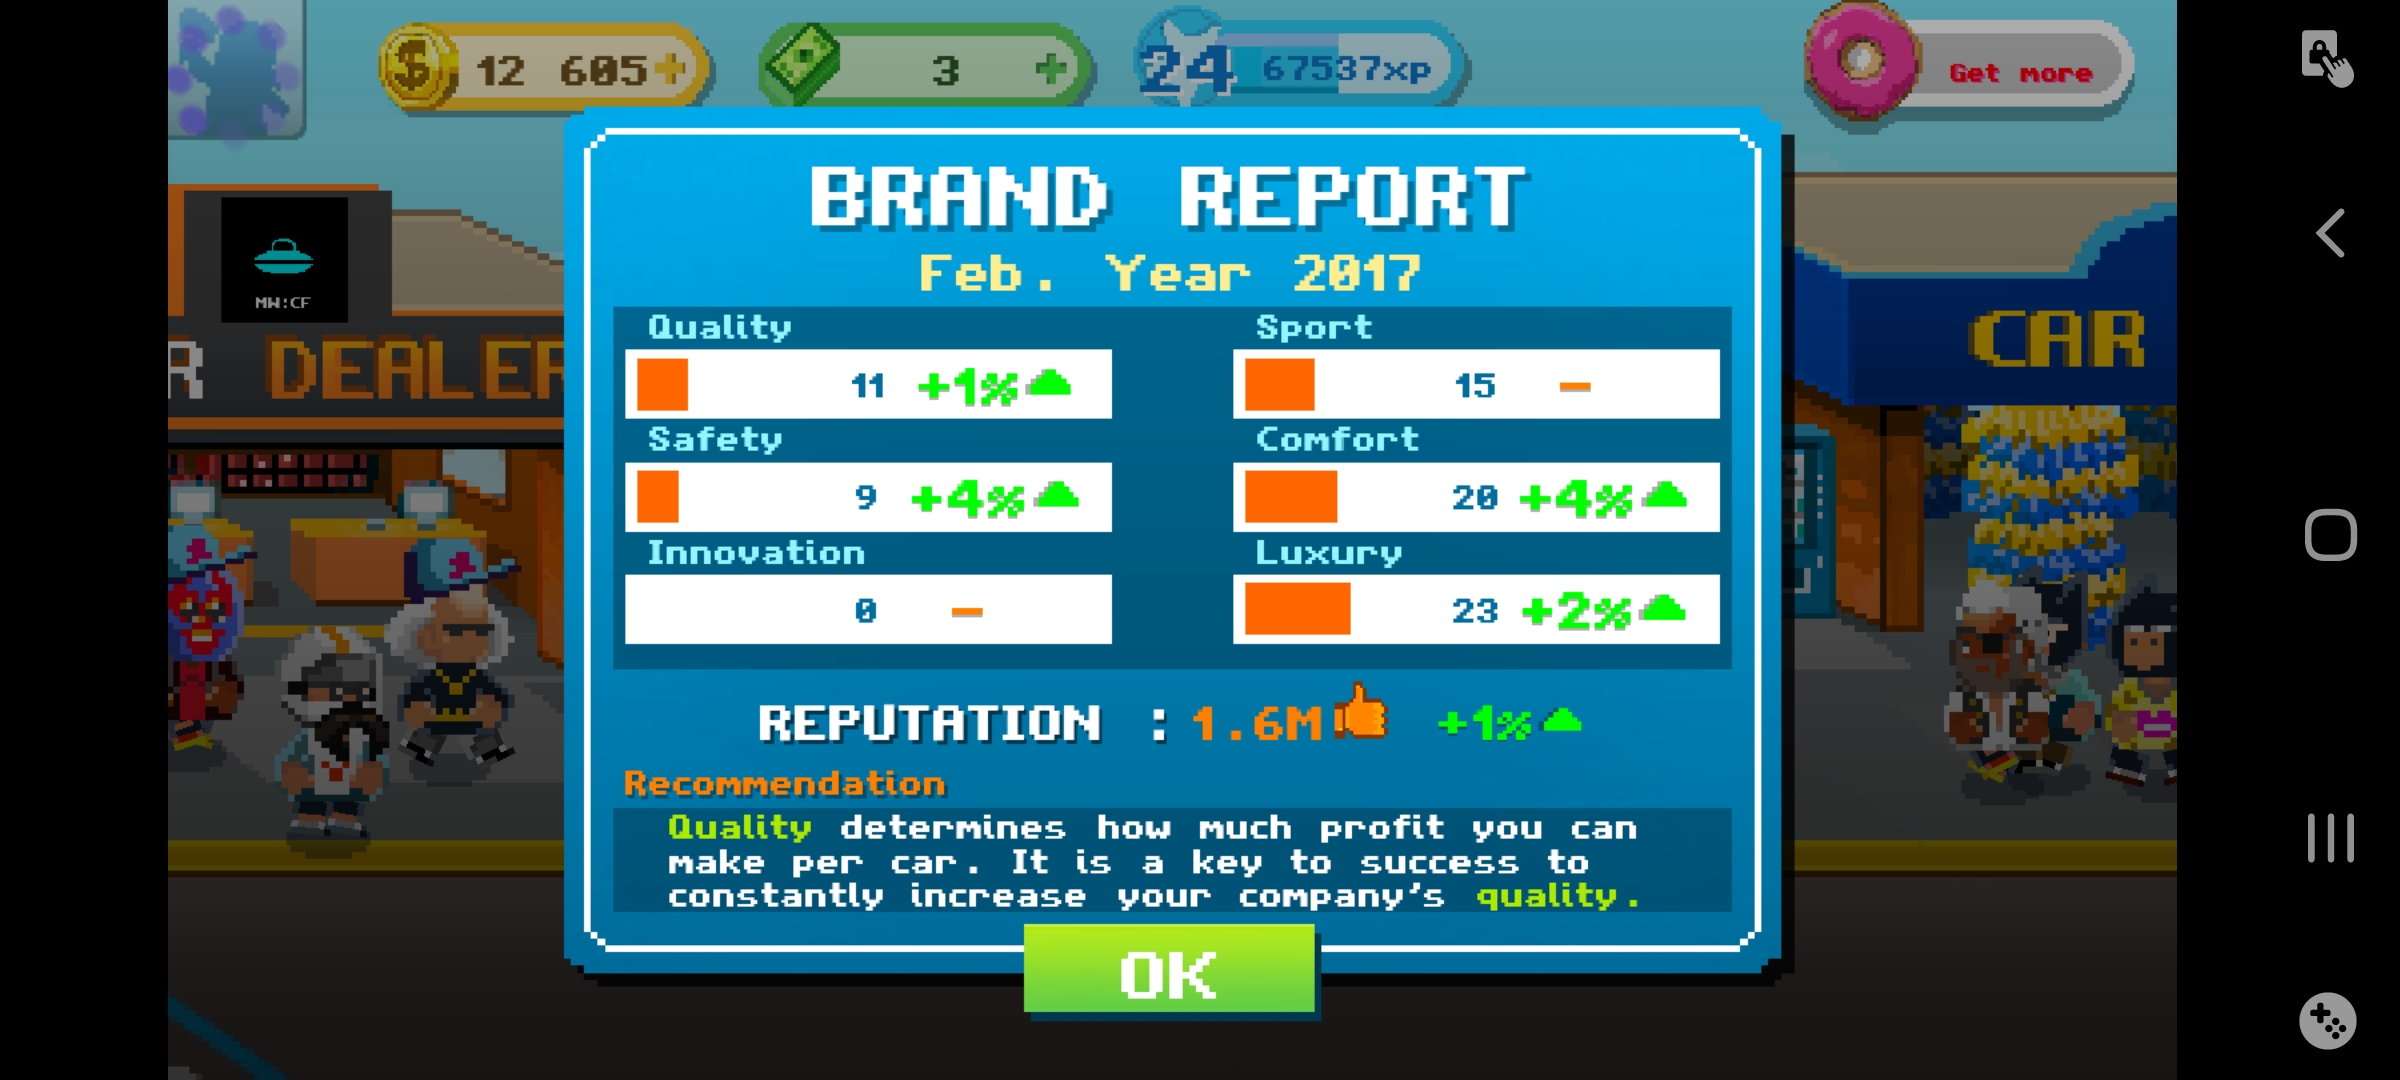 12 605
3
24 67537xp
Get more
MW:CF
R DEALER
CAR
BRAND REPORT
Feb. Year 2017
Quality
11 +1%
Sport
15 -
Safety
9 +4%
Comfort
20 +4%
Innovation
0 -
Luxury
23 +2%
REPUTATION : 1.6M +1%
Recommendation
Quality determines how much profit you can
make per car. It is a key to success to
constantly increase your company's quality.
OK